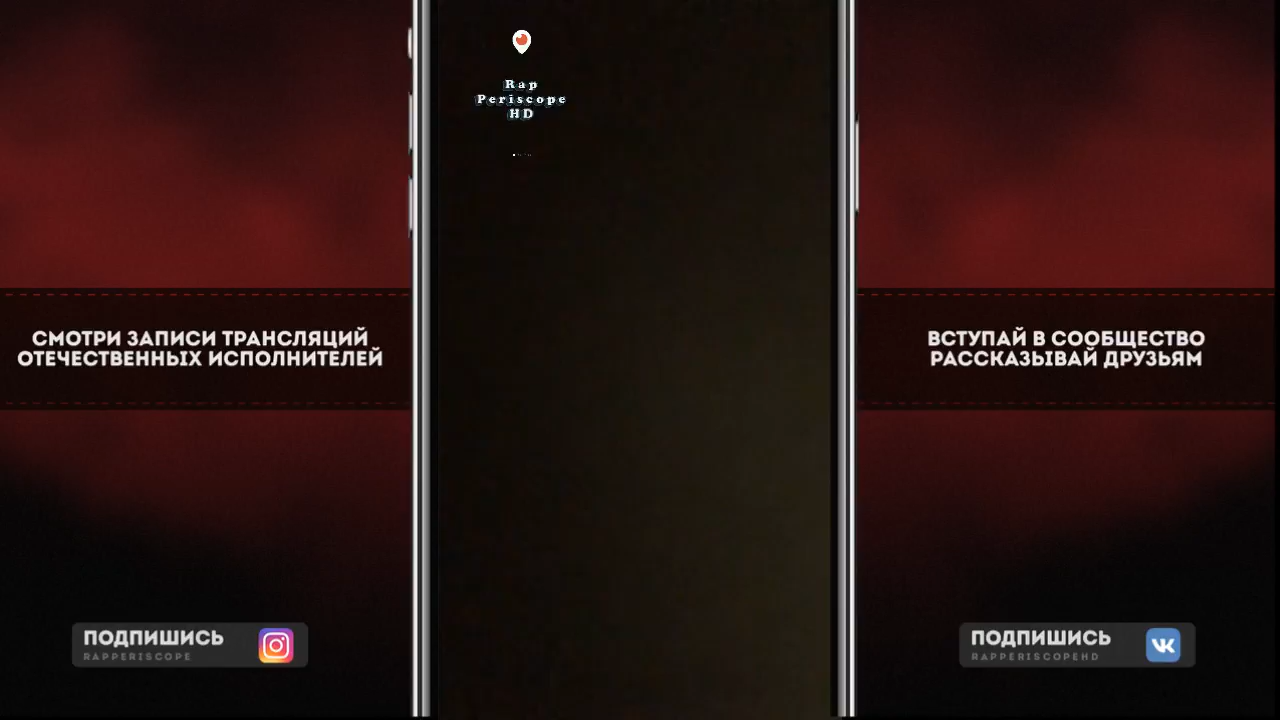 Rap
Periscope
HD
СМОТРИ ЗАПИСИ ТРАНСЛЯЦИЙ
ОТЕЧЕСТВЕННЫХ ИСПОЛНИТЕЛЕЙ
ВСТУПАЙ В СООБЩЕСТВО
РАССКАЗЫВАЙ ДРУЗЬЯМ
ПОДПИШИСЬ
RAPPERISCOPE
ПОДПИШИСЬ
RAPPERISCOPEHD